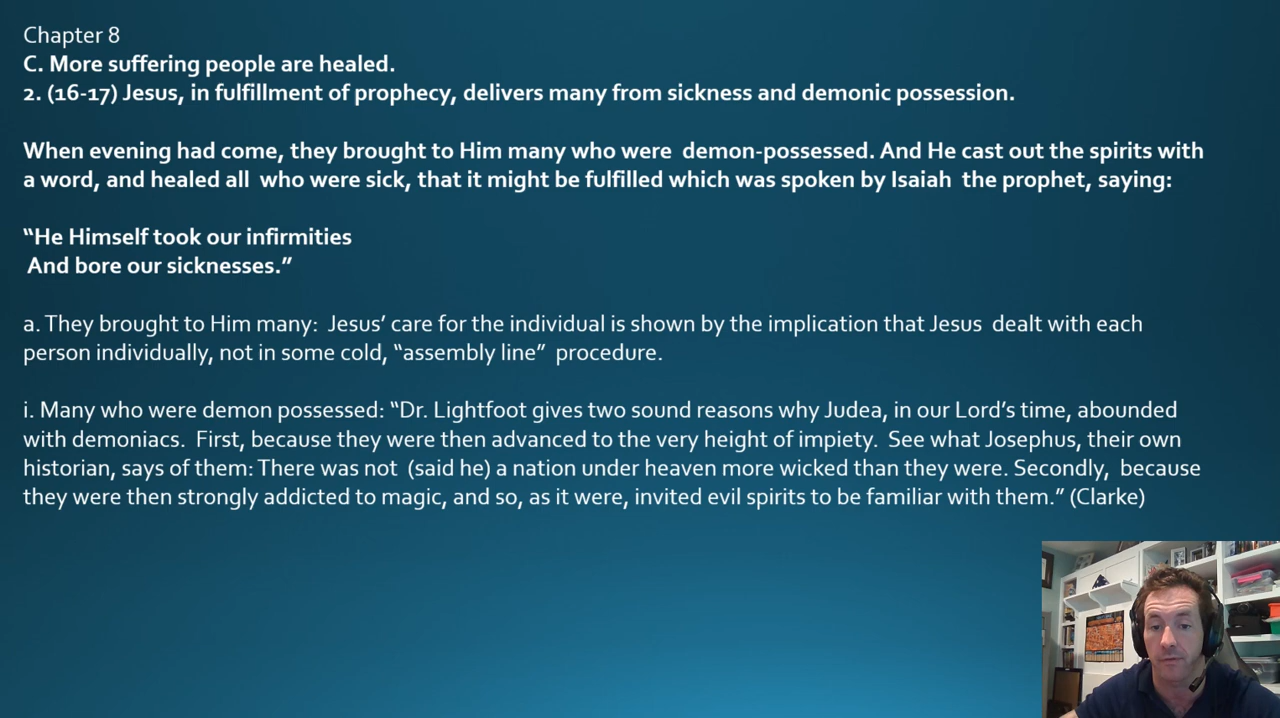 Chapter 8
C. More suffering people are healed.
2. (16-17) Jesus, in fulfillment of prophecy, delivers many from sickness and demonic possession.
When evening had come, they brought to Him many who were demon-possessed. And He cast out the spirits with
a word, and healed all who were sick, that it might be fulfilled which was spoken by Isaiah the prophet, saying:
“He Himself took our infirmities
And bore our sicknesses.”
a. They brought to Him many: Jesus’ care for the individual is shown by the implication that Jesus dealt with each
person individually, not in some cold, “assembly line” procedure.
i. Many who were demon possessed: “Dr. Lightfoot gives two sound reasons why Judea, in our Lord’s time, abounded
with demoniacs. First, because they were then advanced to the very height of impiety. See what Josephus, their own
historian, says of them: There was not (said he) a nation under heaven more wicked than they were. Secondly, because
they were then strongly addicted to magic, and so, as it were, invited evil spirits to be familiar with them.” (Clarke)